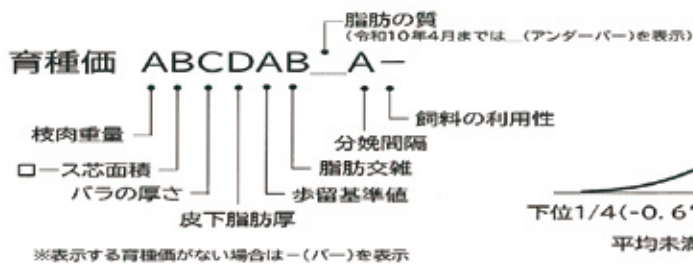 脂肪の質
(令和10年4月までは__(アンダーバー)を表示)
育種価 ABCDAB__A−
枝肉重量
ロース芯面積
バラの厚さ
皮下脂肪厚
歩留基準値
脂肪交雑
分娩間隔
飼料の利用性
※表示する育種価がない場合は−(バー)を表示
下位1/4(-0.6
平均未満